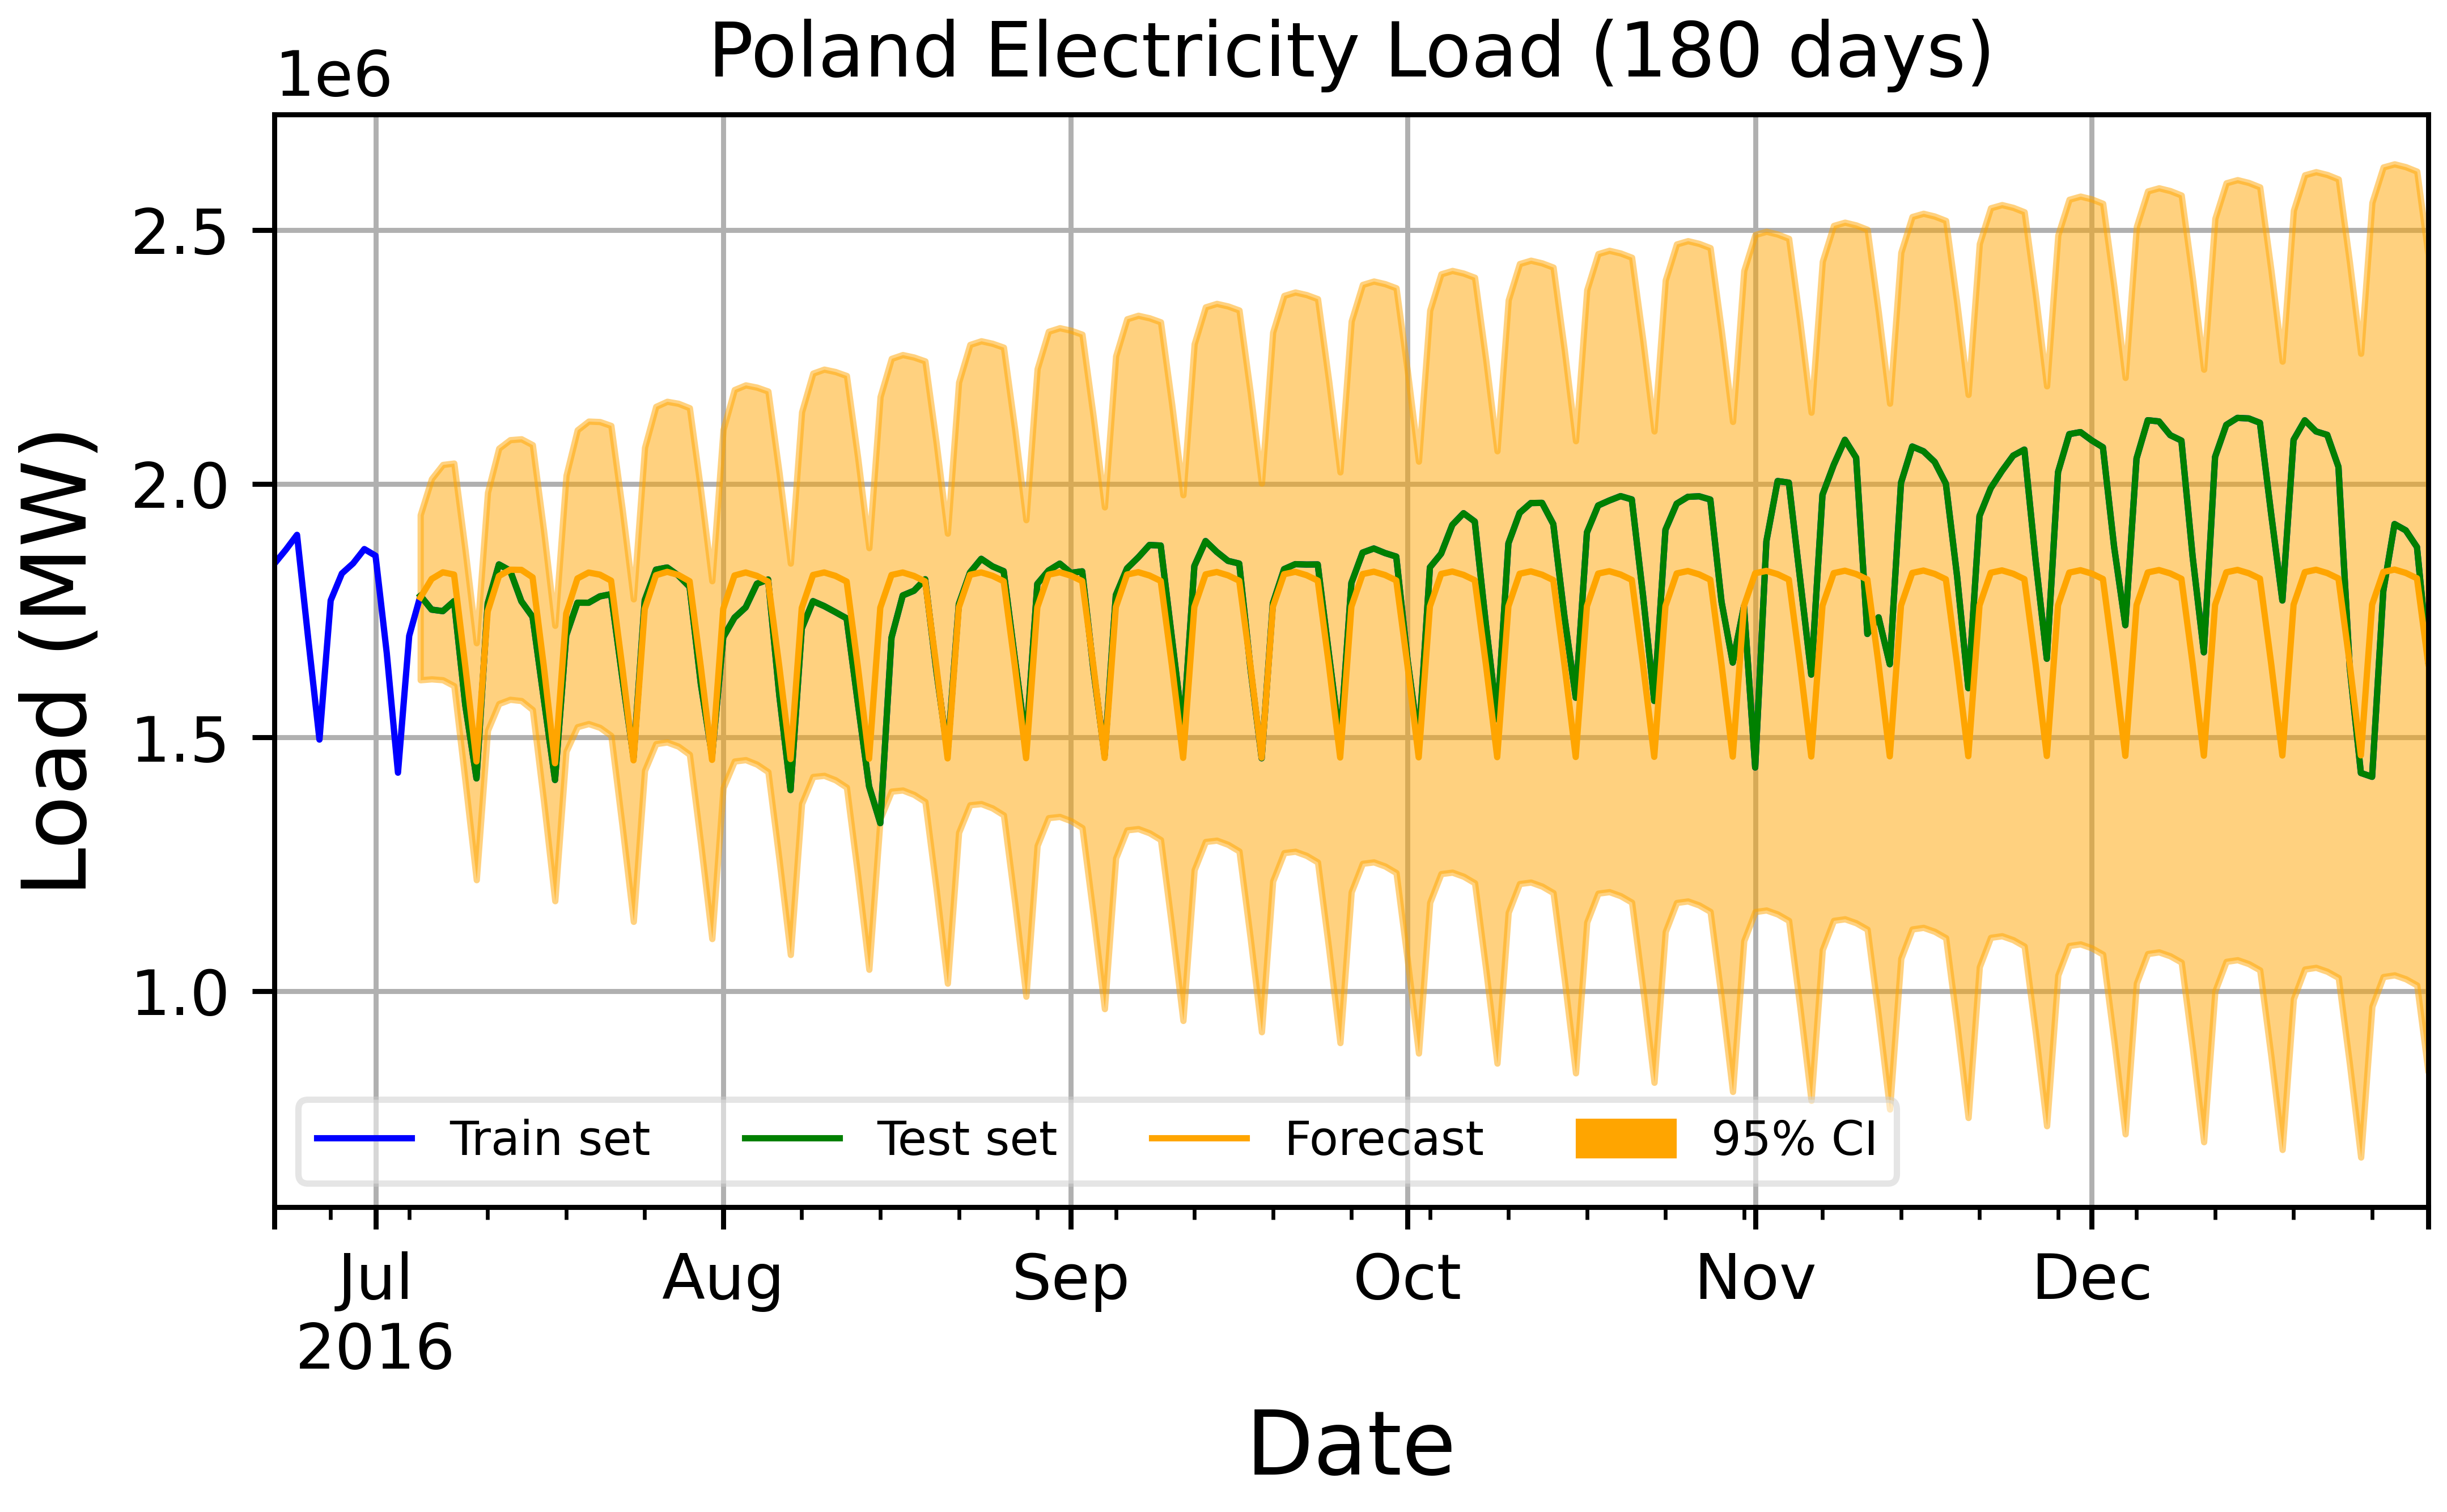 Poland Electricity Load (180 days)
1e6
2.5
2.0
1.5
1.0
Load (MW)
Train set Test set Forecast 95% CI
Jul Aug Sep Oct Nov Dec
2016
Date